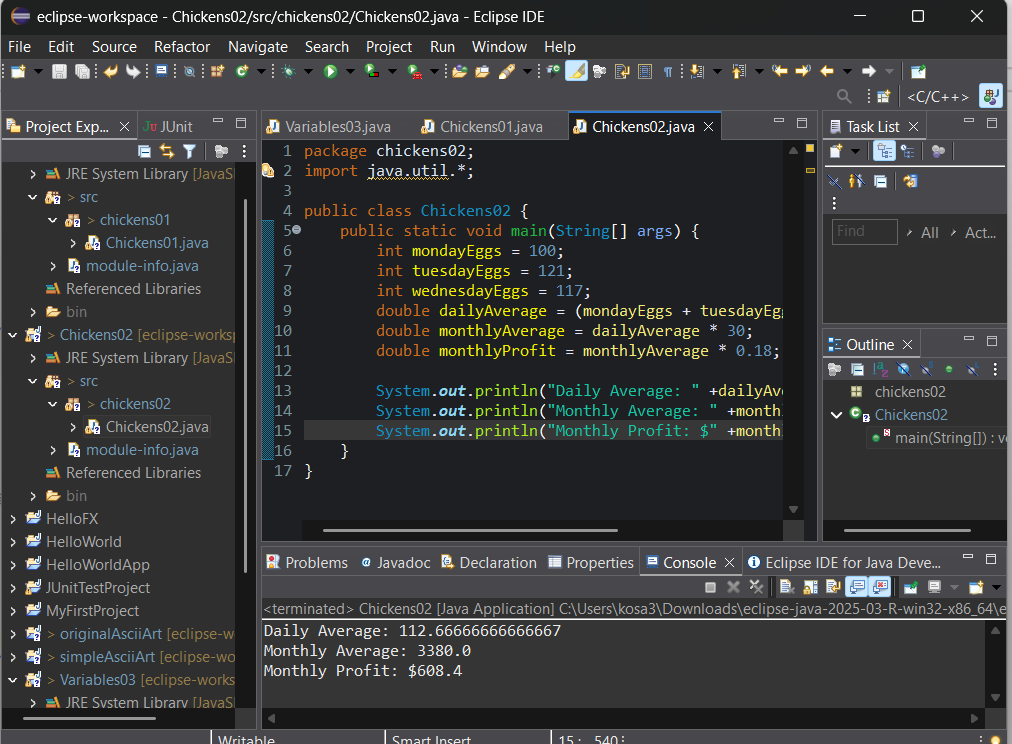 eclipse-workspace - Chickens02/src/chickens02/Chickens02.java - Eclipse IDE
File Edit Source Refactor Navigate Search Project Run Window Help
<C/C++>
Project Exp...
JUnit
JRE System Library [JavaS
> src
> chickens01
Chickens01.java
module-info.java
Referenced Libraries
bin
> Chickens02 [eclipse-works
JRE System Library [JavaS
> src
> chickens02
Chickens02.java
module-info.java
Referenced Libraries
bin
HelloFX
HelloWorld
HelloWorldApp
JUnitTestProject
MyFirstProject
> originalAsciiArt [eclipse-w
> simpleAsciiArt [eclipse-wo
> Variables03 [eclipse-works
JRE System Library [JavaS
Variables03.java Chickens01.java Chickens02.java
1 package chickens02;
2 import java.util.*;
3
4 public class Chickens02 {
5 public static void main(String[] args) {
6 int mondayEggs = 100;
7 int tuesdayEggs = 121;
8 int wednesdayEggs = 117;
9 double dailyAverage = (mondayEggs + tuesdayEgg
10 double monthlyAverage = dailyAverage * 30;
11 double monthlyProfit = monthlyAverage * 0.18;
12
13 System.out.println("Daily Average: " +dailyAve
14 System.out.println("Monthly Average: " +month
15 System.out.println("Monthly Profit: $" +month
16 }
17 }
Task List
Find All Act...
Outline
chickens02
Chickens02
main(String[]) : vo
Problems Javadoc Declaration Properties Console Eclipse IDE for Java Deve...
<terminated> Chickens02 [Java Application] C:\Users\kosa3\Downloads\eclipse-java-2025-03-R-win32-x86_64\e
Daily Average: 112.66666666666667
Monthly Average: 3380.0
Monthly Profit: $608.4
Writable Smart Insert 15 : 540 :